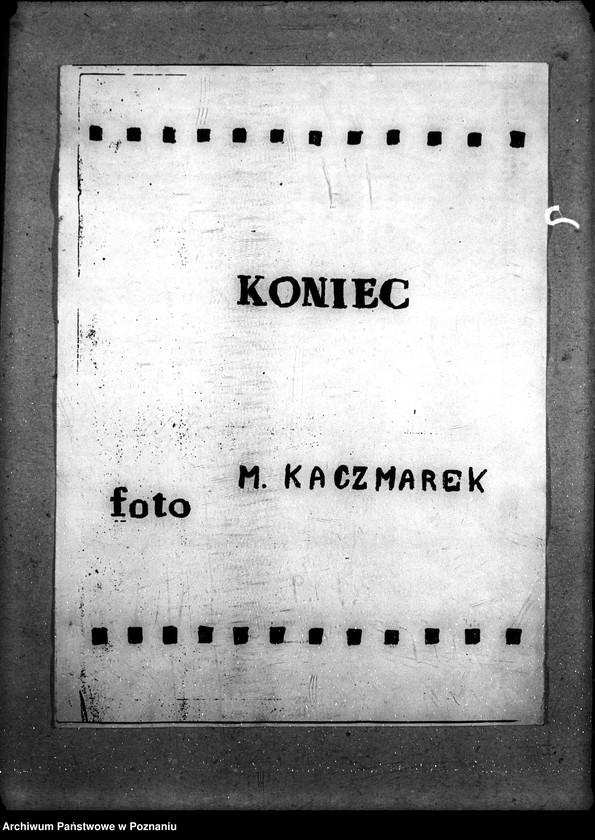 KONIEC
M. KACZMAREK
foto
Archiwum Państwowe w Poznaniu